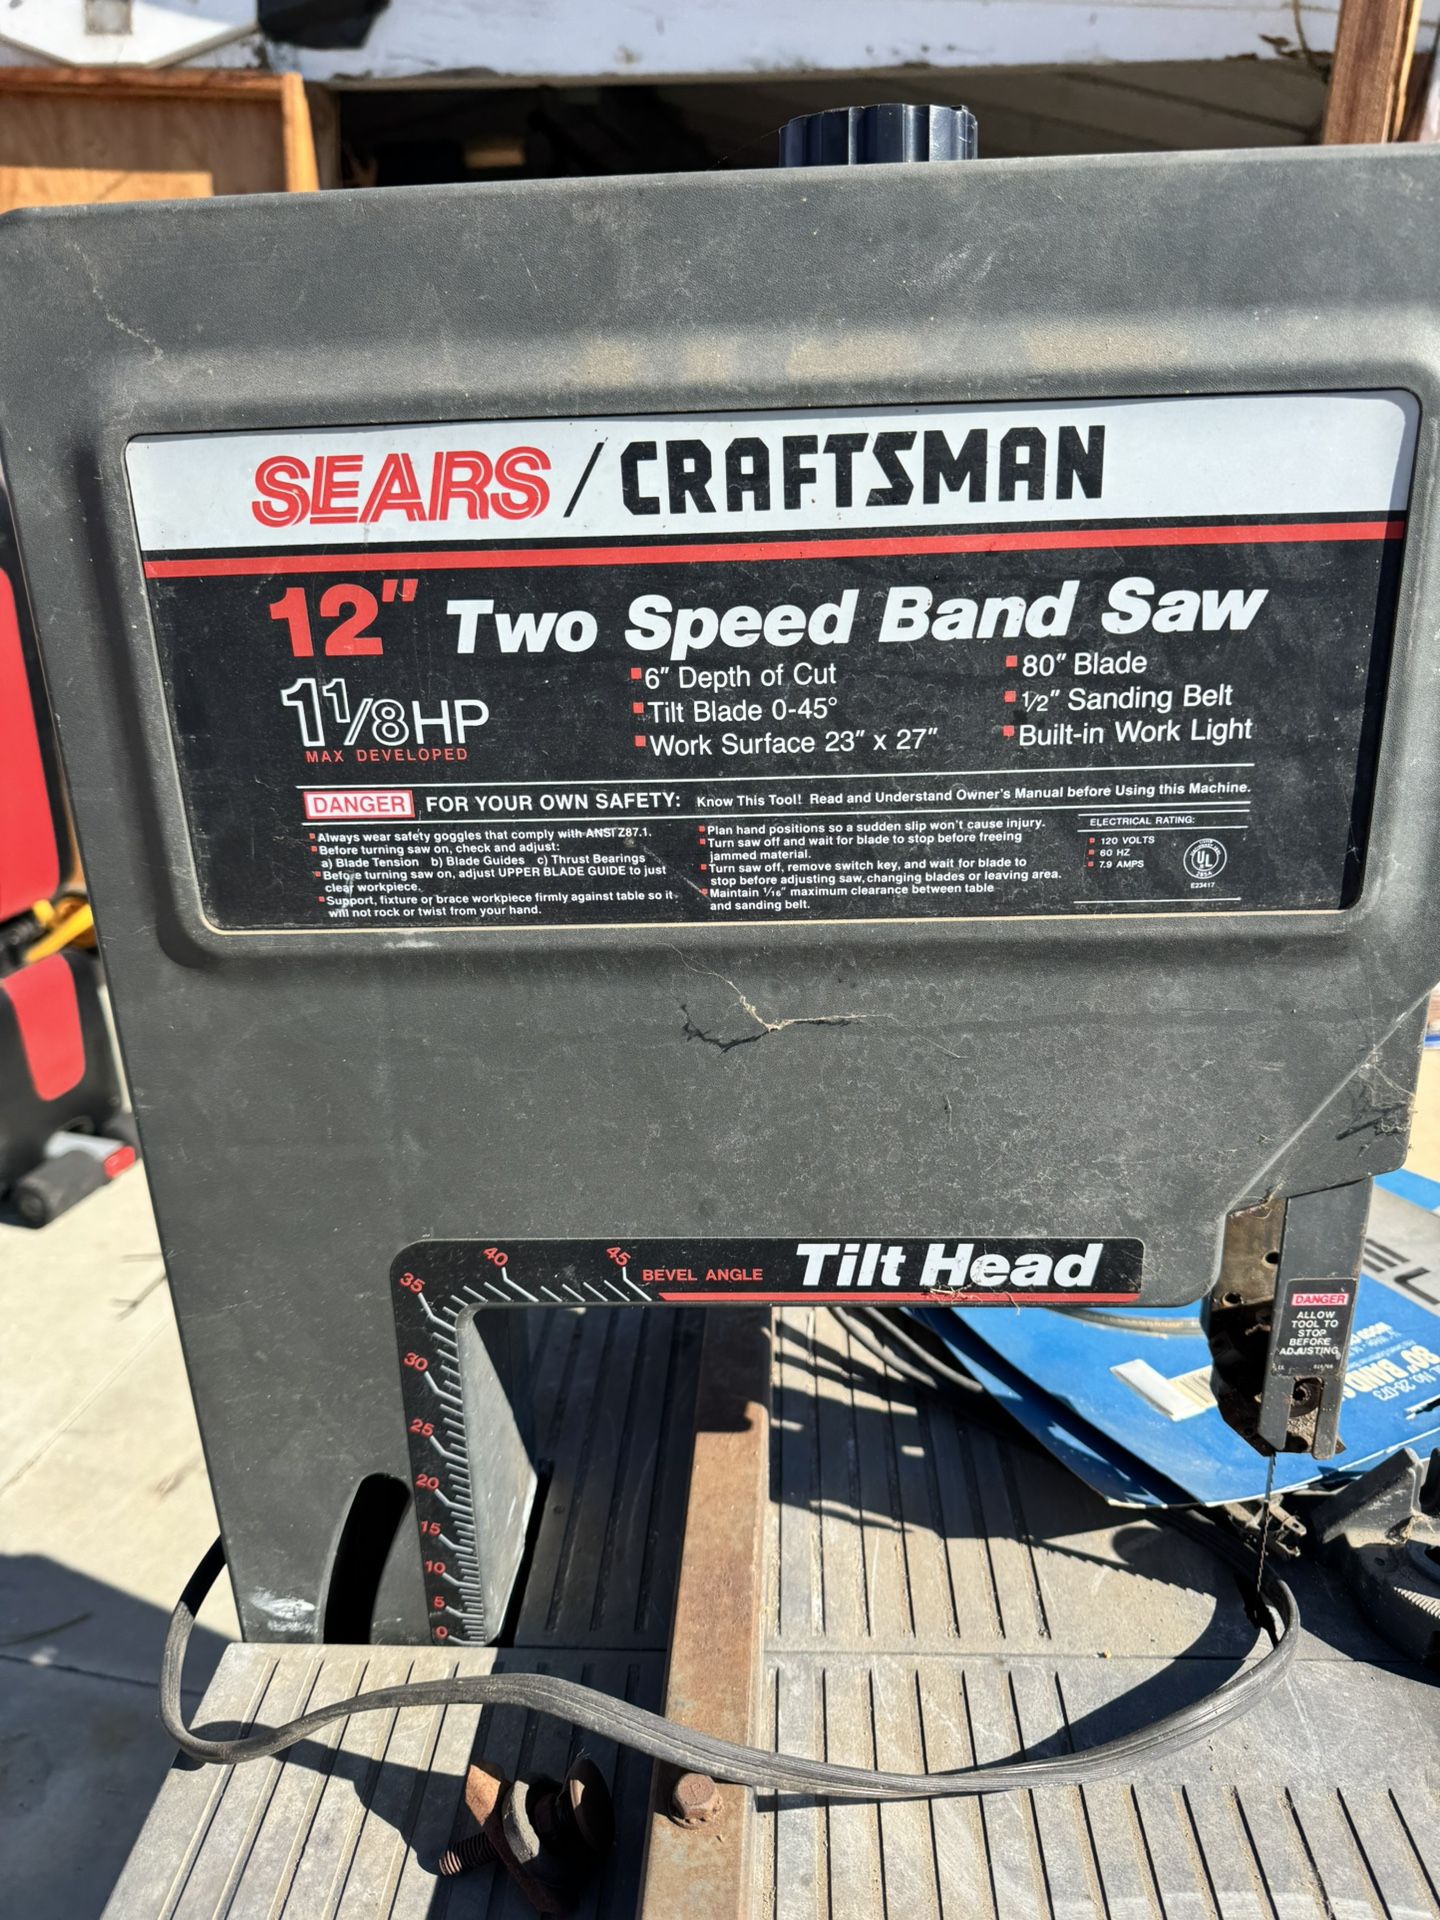 SEARS / CRAFTSMAN
12" Two Speed Band Saw
1 1/8 HP
MAX DEVELOPED
6" Depth of Cut
Tilt Blade 0-45°
Work Surface 23" x 27"
80" Blade
1/2" Sanding Belt
Built-in Work Light
DANGER FOR YOUR OWN SAFETY: Know This Tool! Read and Understand Owner's Manual before Using this Machine.
Always wear safety goggles that comply with ANSI Z87.1.
Before turning saw on, check and adjust:
a) Blade Tension b) Blade Guides c) Thrust Bearings
Before turning saw on, adjust UPPER BLADE GUIDE to just
clear workpiece.
Support, fixture or brace workpiece firmly against table so it
will not rock or twist from your hand.
Plan hand positions so a sudden slip won't cause injury.
Turn saw off and wait for blade to stop before freeing
jammed material.
Turn saw off, remove switch key, and wait for blade to
stop before adjusting saw, changing blades or leaving area.
Maintain 1/16" maximum clearance between table
and sanding belt.
ELECTRICAL RATING:
120 VOLTS
60 HZ
7.9 AMPS
UL
E23417
BEVEL ANGLE Tilt Head
45
40
35
30
25
20
15
10
5
0
DANGER
ALLOW
TOOL TO
STOP
BEFORE
ADJUSTING
80" BAND
No. 28-073